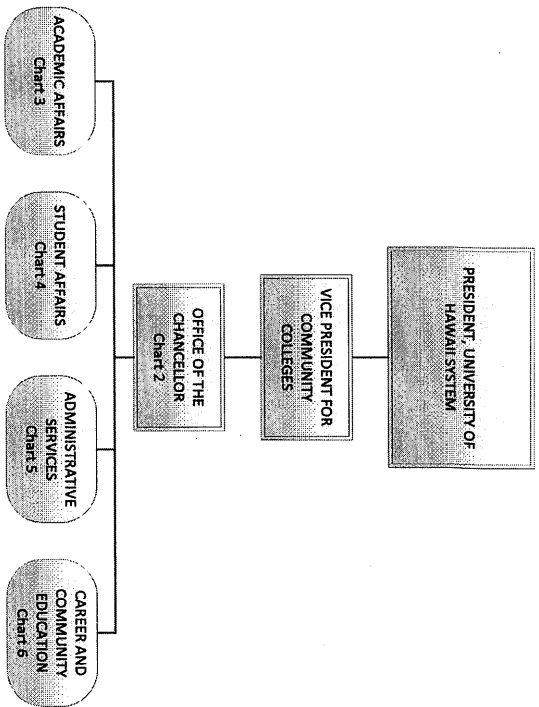 PRESIDENT, UNIVERSITY OF
HAWAII SYSTEM
VICE PRESIDENT FOR
COMMUNITY
COLLEGES
OFFICE OF THE
CHANCELLOR
Chart 2
ACADEMIC AFFAIRS
Chart 3
STUDENT AFFAIRS
Chart 4
ADMINISTRATIVE
SERVICES
Chart 5
CAREER AND
COMMUNITY
EDUCATION
Chart 6